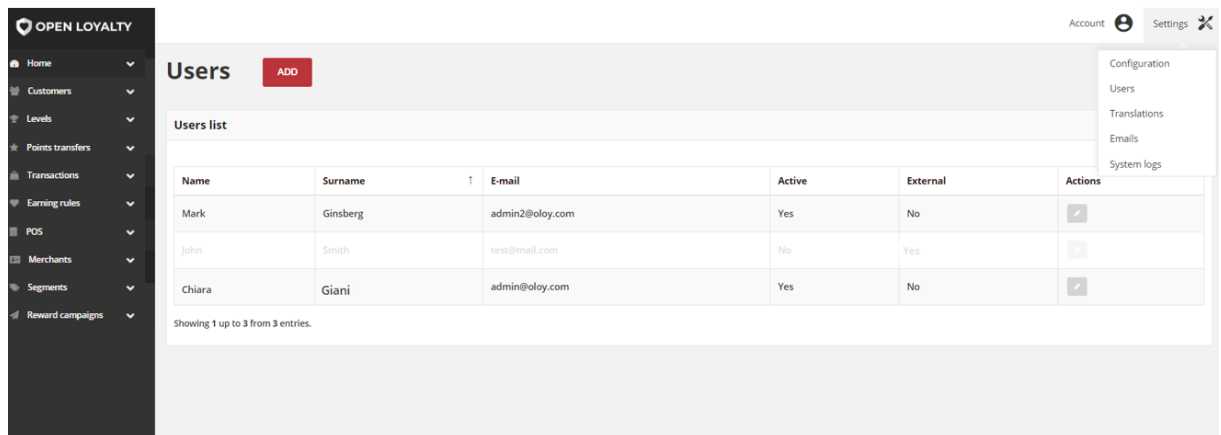 OPEN LOYALTY
Account
Settings
Home
Customers
Levels
Points transfers
Transactions
Earning rules
POS
Merchants
Segments
Reward campaigns
Users
ADD
Configuration
Users
Translations
Emails
System logs
Users list
Name Surname ↑ E-mail Active External Actions
Mark Ginsberg admin2@oloy.com Yes No
John Smith test@mail.com No Yes
Chiara Giani admin@oloy.com Yes No
Showing 1 up to 3 from 3 entries.